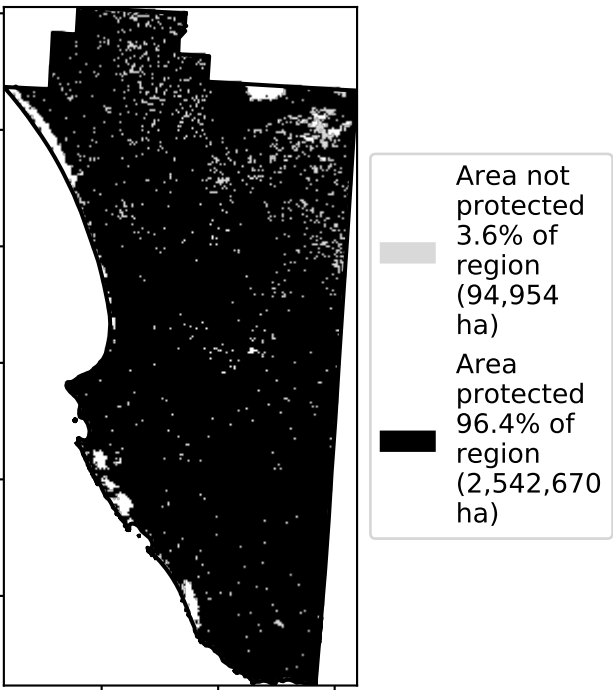 Area not
protected
3.6% of
region
(94,954
ha)
Area
protected
96.4% of
region
(2,542,670
ha)